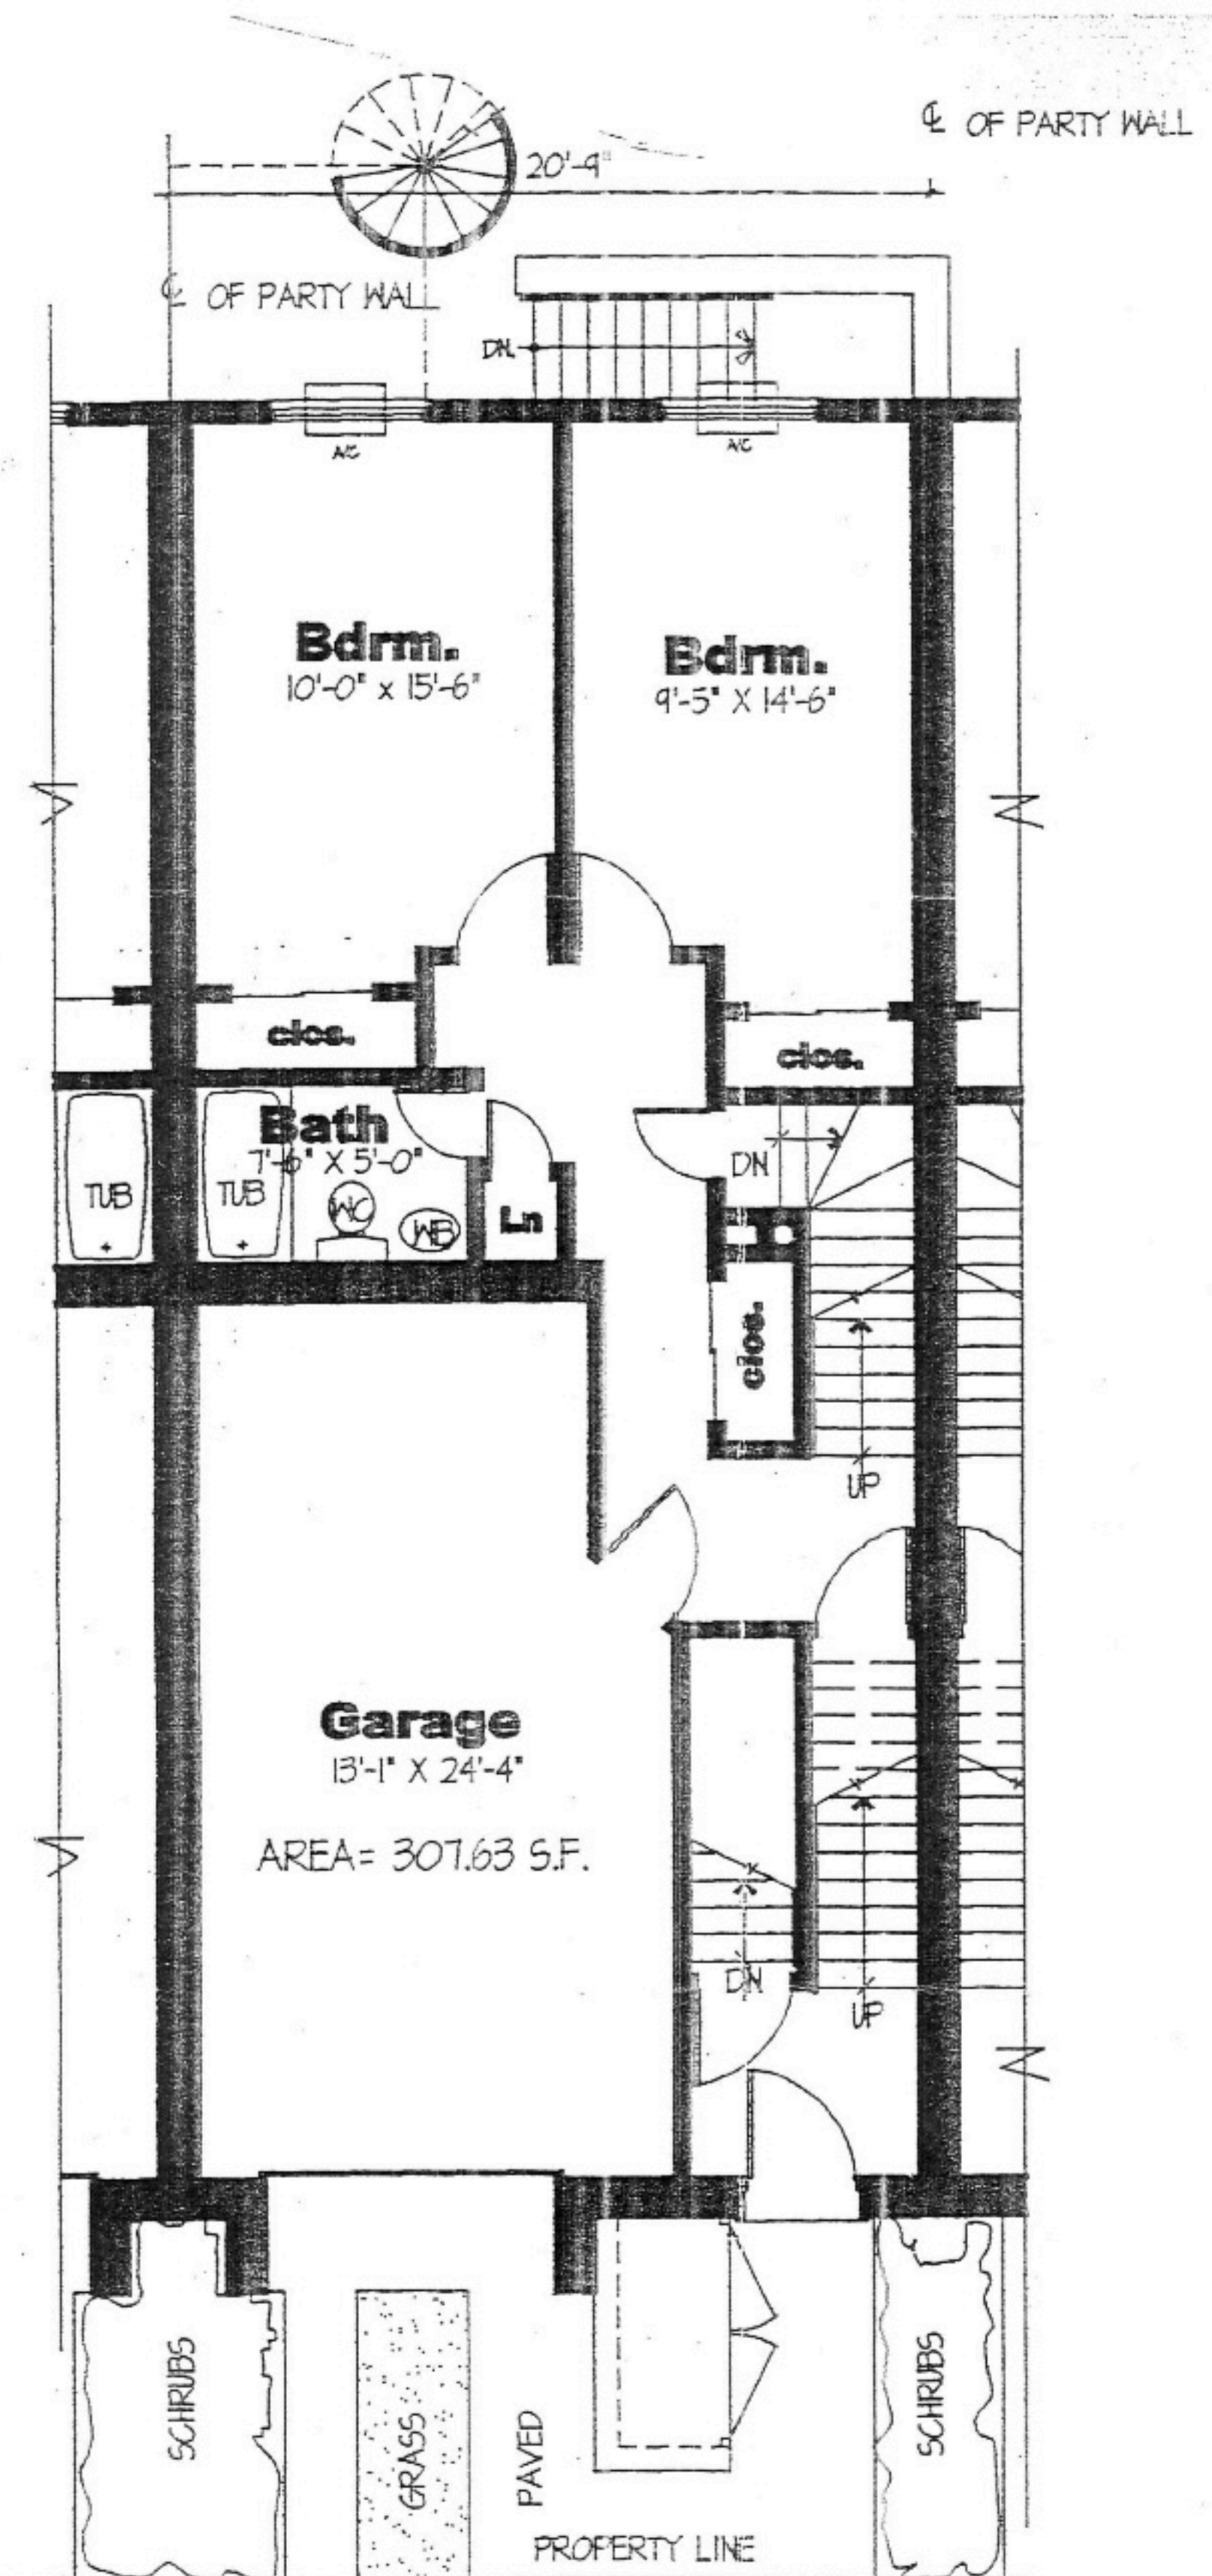 ℄ OF PARTY WALL
20'-9"
℄ OF PARTY WALL
DN.
A/C
A/C
Bdrm.
10'-0" x 15'-6"
Bdrm.
9'-5" X 14'-6"
clos.
clos.
Bath
7'-6" X 5'-0"
TUB
TUB
WC
WB
Ln
DN
clos.
UP
Garage
13'-1" X 24'-4"
AREA= 307.63 S.F.
DN
UP
SCHRUBS
GRASS
PAVED
SCHRUBS
PROPERTY LINE